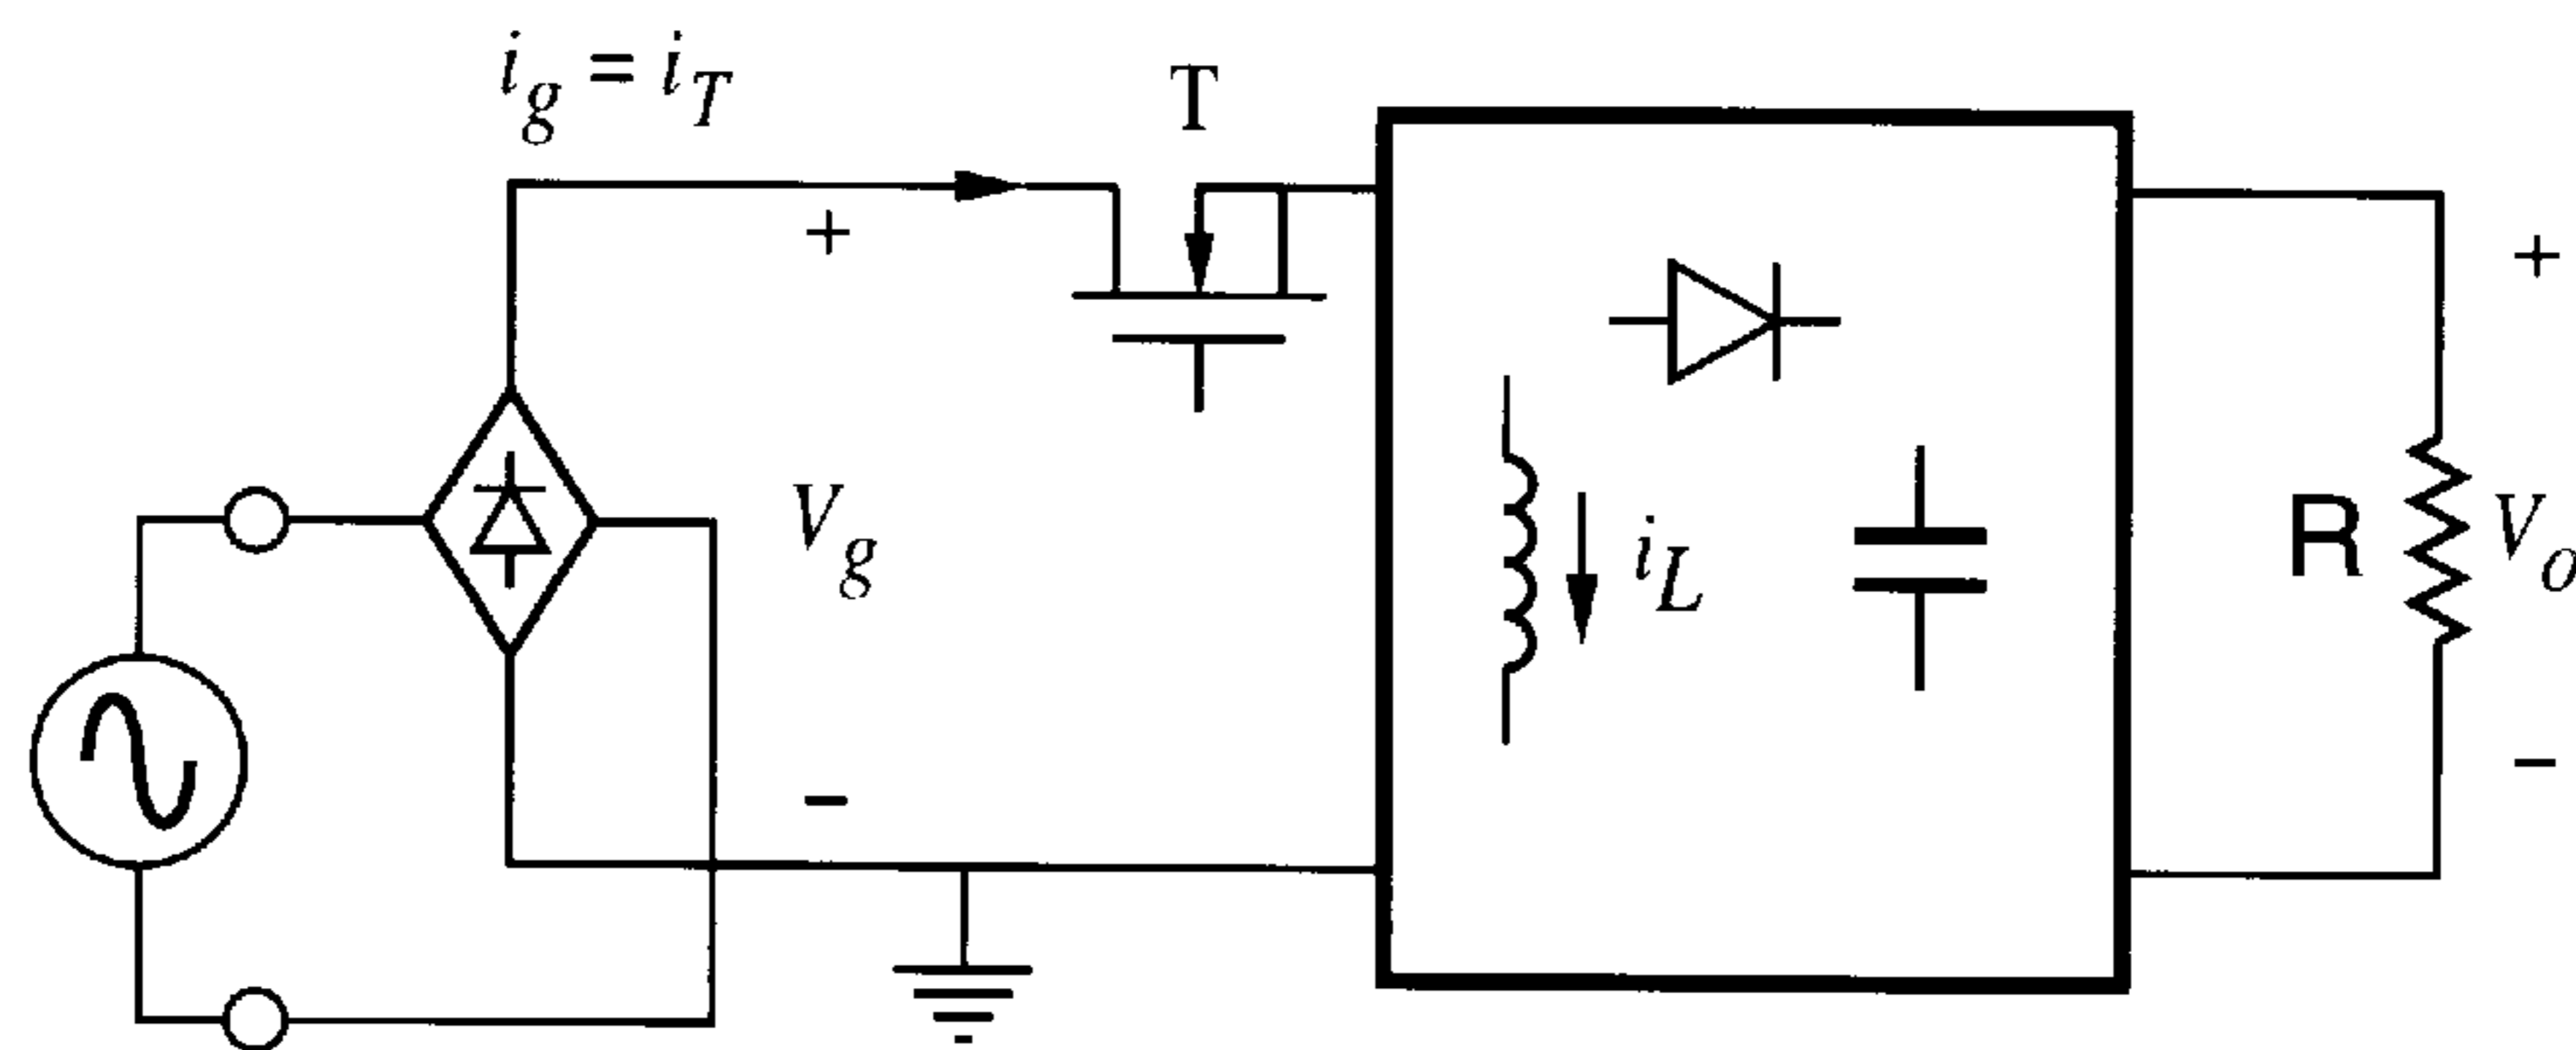 i_g = i_T
T
+
V_g
−
i_L
R
+
V_o
−